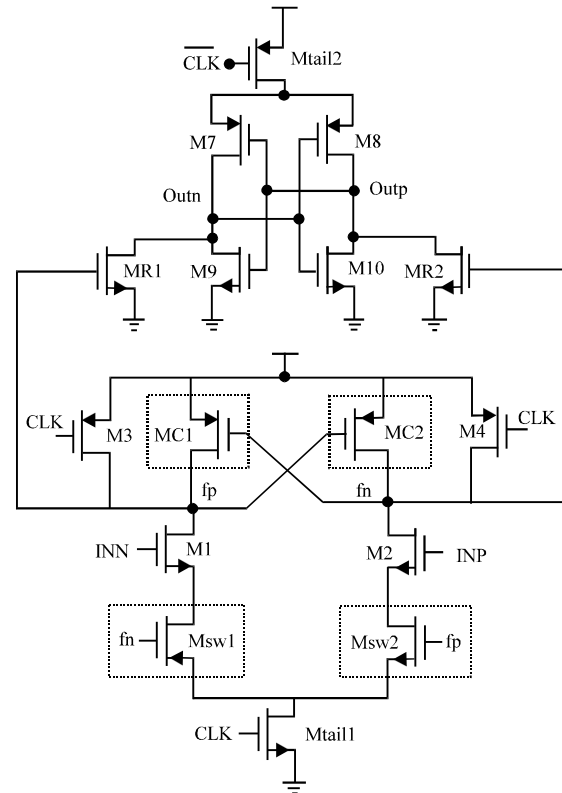 C̅L̅K̅ Mtail2
M7 M8
Outn Outp
MR1 M9 M10 MR2
CLK M3 MC1 MC2 M4 CLK
fp fn
INN M1 M2 INP
fn Msw1 Msw2 fp
CLK Mtail1